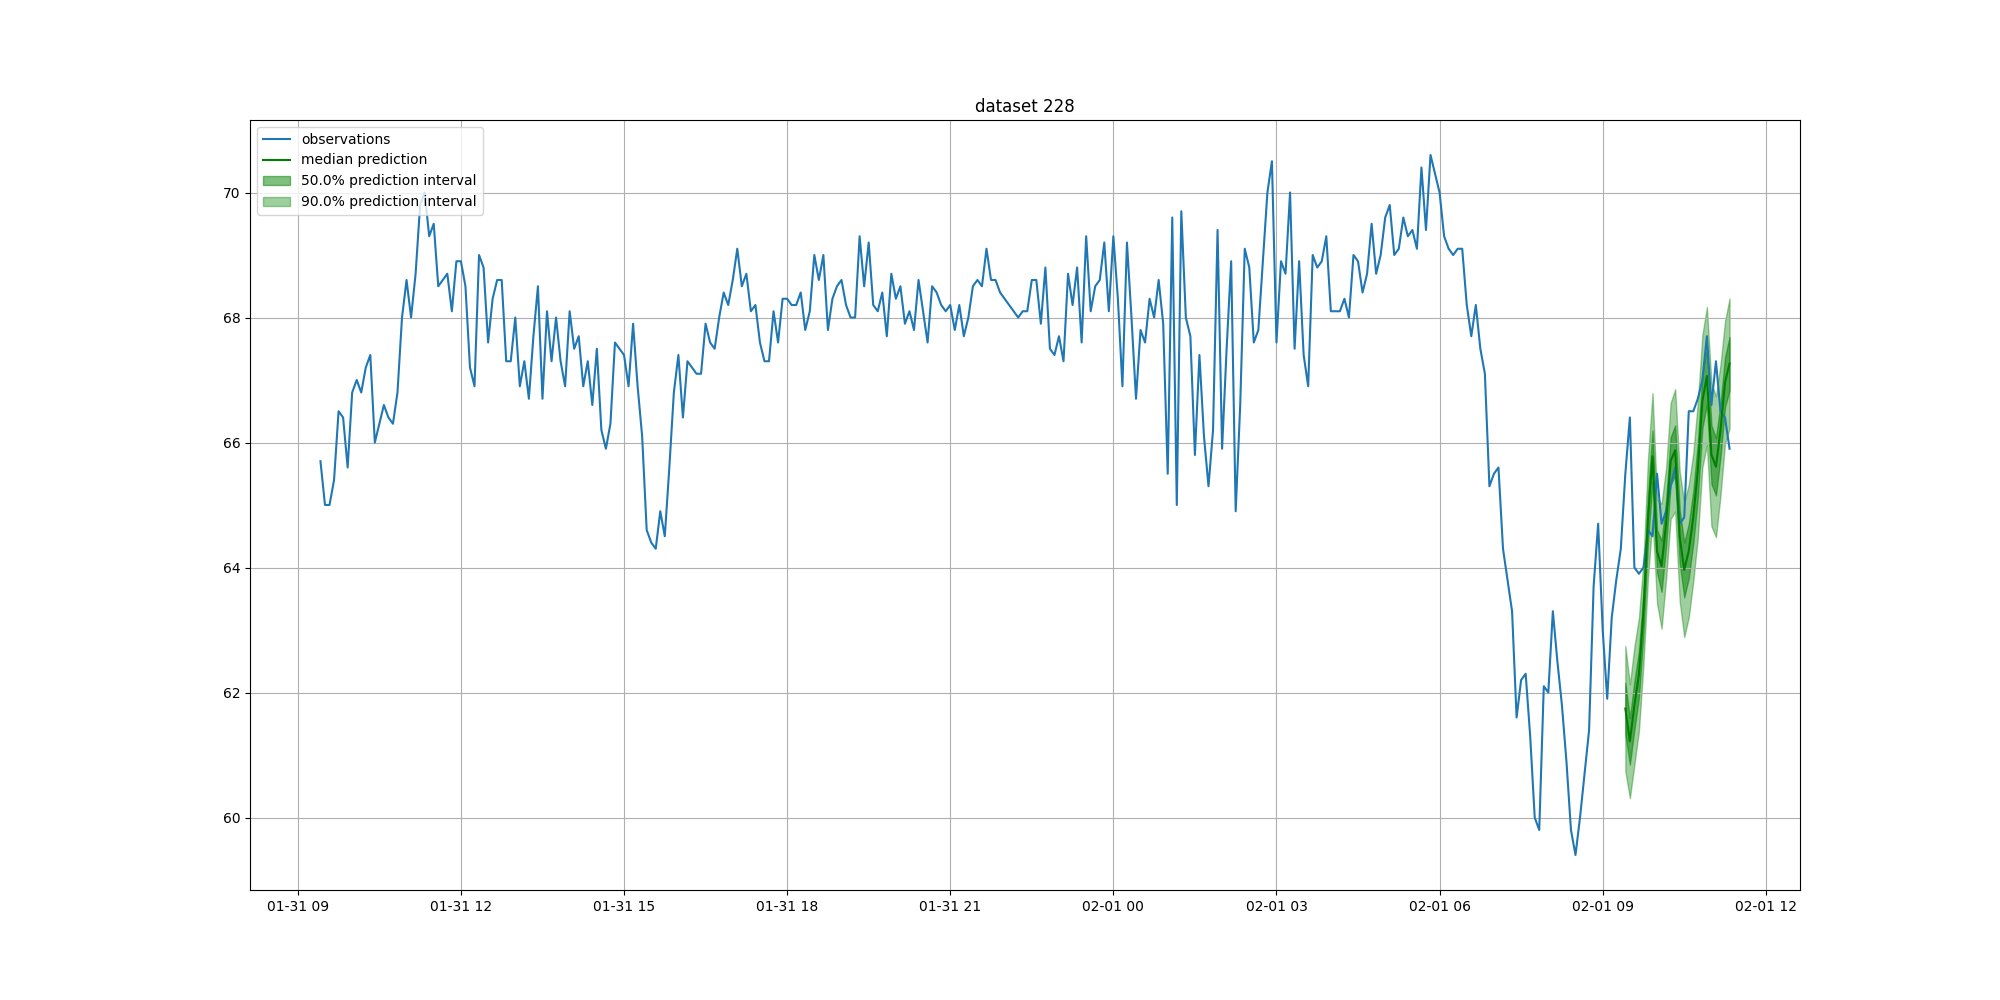 dataset 228
observations
median prediction
50.0% prediction interval
90.0% prediction interval
70
68
66
64
62
60
01-31 09 01-31 12 01-31 15 01-31 18 01-31 21 02-01 00 02-01 03 02-01 06 02-01 09 02-01 12